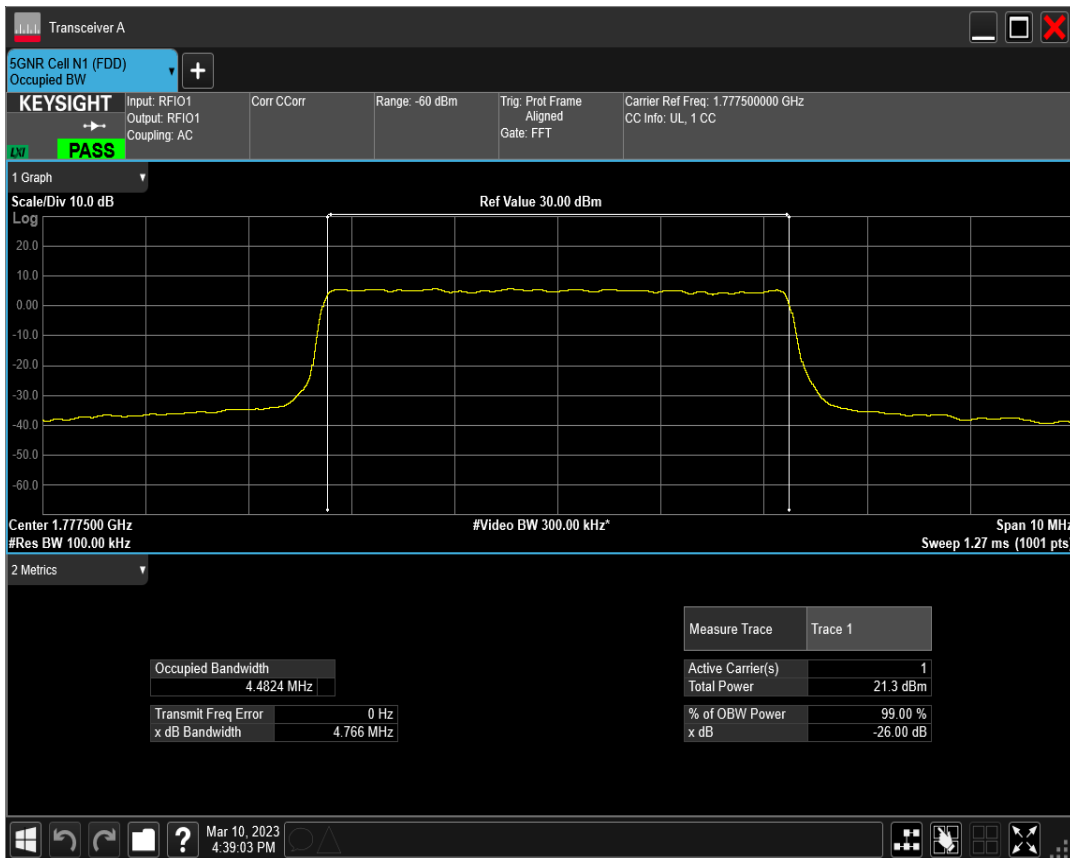 Transceiver A
5GNR Cell N1 (FDD)
Occupied BW
+
KEYSIGHT
LXI
PASS
Input: RFIO1
Output: RFIO1
Coupling: AC
Corr CCorr
Range: -60 dBm
Trig: Prot Frame
Aligned
Gate: FFT
Carrier Ref Freq: 1.777500000 GHz
CC Info: UL, 1 CC
1 Graph
Scale/Div 10.0 dB
Ref Value 30.00 dBm
Log
20.0
10.0
0.00
-10.0
-20.0
-30.0
-40.0
-50.0
-60.0
Center 1.777500 GHz
#Video BW 300.00 kHz*
Span 10 MHz
#Res BW 100.00 kHz
Sweep 1.27 ms (1001 pts)
2 Metrics
Measure Trace Trace 1
Occupied Bandwidth
4.4824 MHz
Active Carrier(s) 1
Total Power 21.3 dBm
Transmit Freq Error 0 Hz
x dB Bandwidth 4.766 MHz
% of OBW Power 99.00 %
x dB -26.00 dB
?
Mar 10, 2023
4:39:03 PM